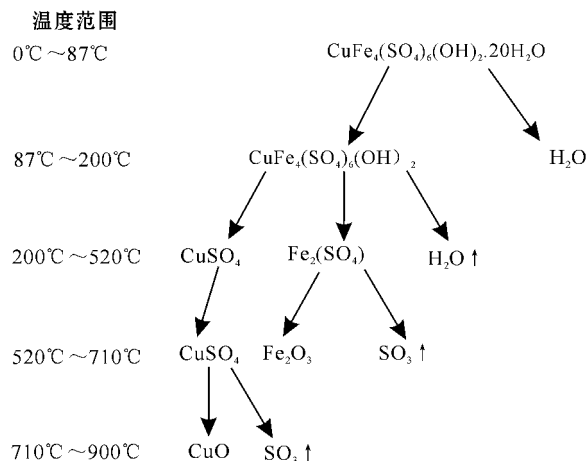 温度范围
0℃～87℃ CuFe₄(SO₄)₆(OH)₂.20H₂O
87℃～200℃ CuFe₄(SO₄)₆(OH)₂ H₂O
200℃～520℃ CuSO₄ Fe₂(SO₄) H₂O↑
520℃～710℃ CuSO₄ Fe₂O₃ SO₃↑
710℃～900℃ CuO SO₃↑